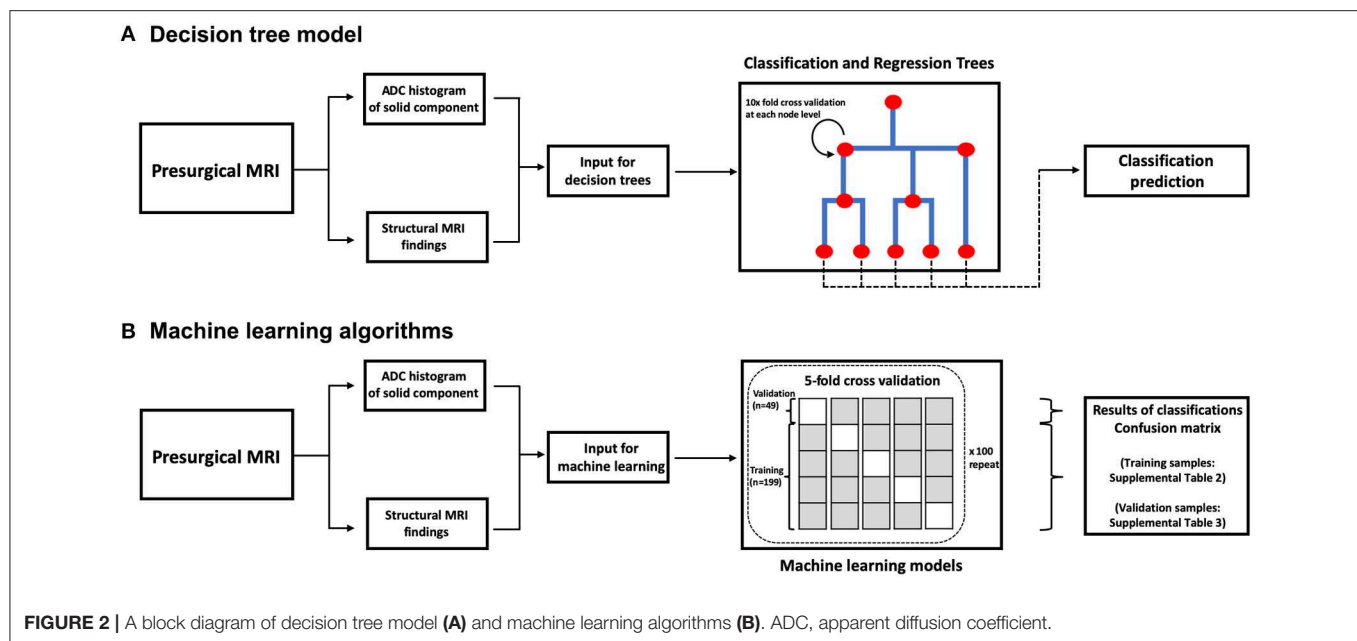 A Decision tree model
Presurgical MRI
ADC histogram
of solid component
Structural MRI
findings
Input for
decision trees
Classification and Regression Trees
10x fold cross validation
at each node level
Classification
prediction
B Machine learning algorithms
Presurgical MRI
ADC histogram
of solid component
Structural MRI
findings
Input for
machine learning
5-fold cross validation
Validation
(n=49)
Training
(n=199)
x 100
repeat
Machine learning models
Results of classifications
Confusion matrix
(Training samples:
Supplemental Table 2)
(Validation samples:
Supplemental Table 3)
FIGURE 2 | A block diagram of decision tree model (A) and machine learning algorithms (B). ADC, apparent diffusion coefficient.